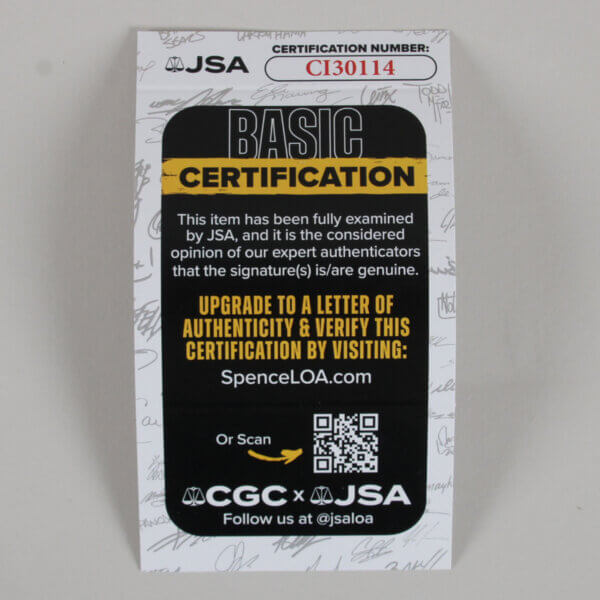 JSA
CERTIFICATION NUMBER:
CI30114
BASIC
CERTIFICATION
This item has been fully examined
by JSA, and it is the considered
opinion of our expert authenticators
that the signature(s) is/are genuine.
UPGRADE TO A LETTER OF
AUTHENTICITY & VERIFY THIS
CERTIFICATION BY VISITING:
SpenceLOA.com
Or Scan
CGC x JSA
Follow us at @jsaloa